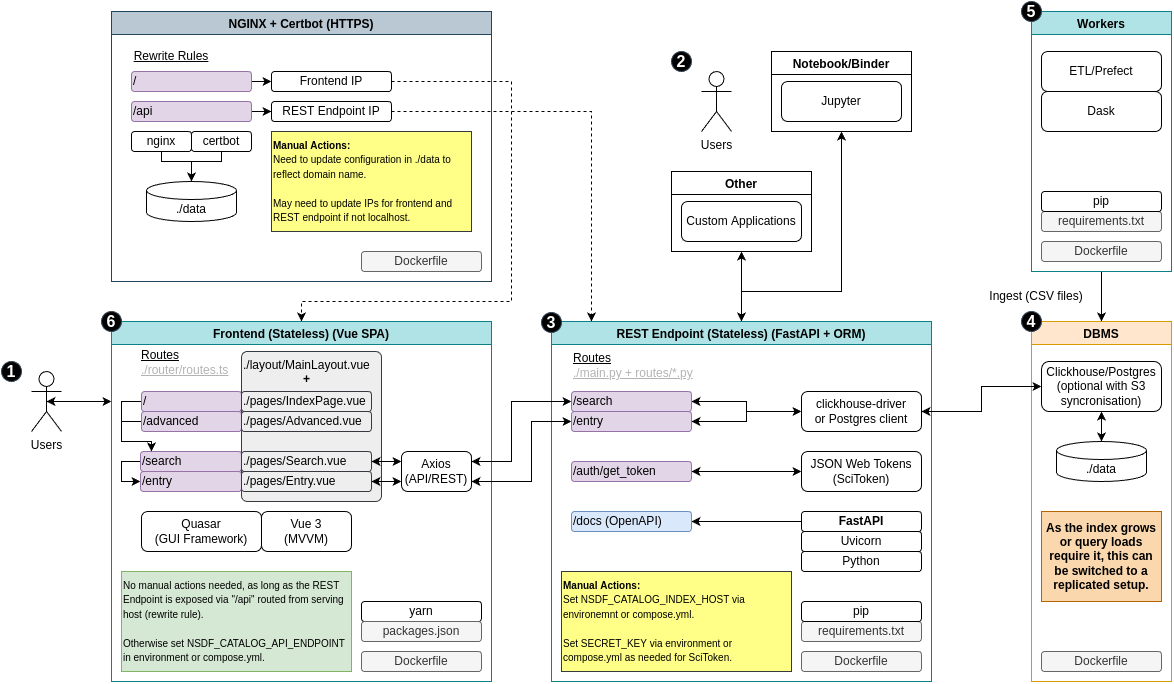 NGINX + Certbot (HTTPS)
Rewrite Rules
/
Frontend IP
/api
REST Endpoint IP
nginx
certbot
./data
Manual Actions:
Need to update configuration in ./data to
reflect domain name.
May need to update IPs for frontend and
REST endpoint if not localhost.
Dockerfile
2
Users
Notebook/Binder
Jupyter
Other
Custom Applications
5
Workers
ETL/Prefect
Dask
pip
requirements.txt
Dockerfile
Ingest (CSV files)
1
Users
6
Frontend (Stateless) (Vue SPA)
Routes
./router/routes.ts
./layout/MainLayout.vue
+
/
./pages/IndexPage.vue
/advanced
./pages/Advanced.vue
/search
./pages/Search.vue
/entry
./pages/Entry.vue
Axios
(API/REST)
Quasar
(GUI Framework)
Vue 3
(MVVM)
No manual actions needed, as long as the REST
Endpoint is exposed via "/api" routed from serving
host (rewrite rule).
Otherwise set NSDF_CATALOG_API_ENDPOINT
in environment or compose.yml.
yarn
packages.json
Dockerfile
3
REST Endpoint (Stateless) (FastAPI + ORM)
Routes
./main.py + routes/*.py
/search
/entry
clickhouse-driver
or Postgres client
/auth/get_token
JSON Web Tokens
(SciToken)
/docs (OpenAPI)
FastAPI
Uvicorn
Python
Manual Actions:
Set NSDF_CATALOG_INDEX_HOST via
environemnt or compose.yml.
Set SECRET_KEY via environment or
compose.yml as needed for SciToken.
pip
requirements.txt
Dockerfile
4
DBMS
Clickhouse/Postgres
(optional with S3
syncronisation)
./data
As the index grows
or query loads
require it, this can
be switched to a
replicated setup.
Dockerfile